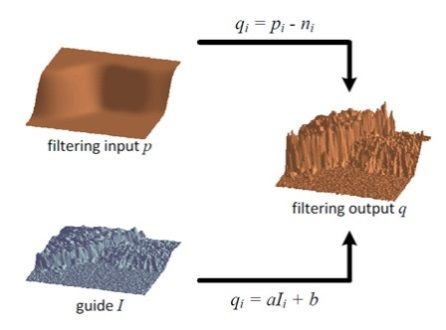 qᵢ = pᵢ - nᵢ
filtering input p
filtering output q
guide I
qᵢ = aIᵢ + b